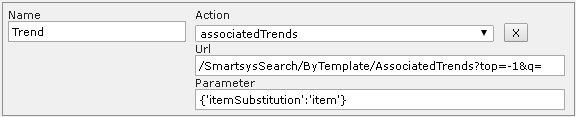 Name
Action
Trend
associatedTrends
X
Url
/SmartsysSearch/ByTemplate/AssociatedTrends?top=-1&q=
Parameter
{'itemSubstitution':'item'}